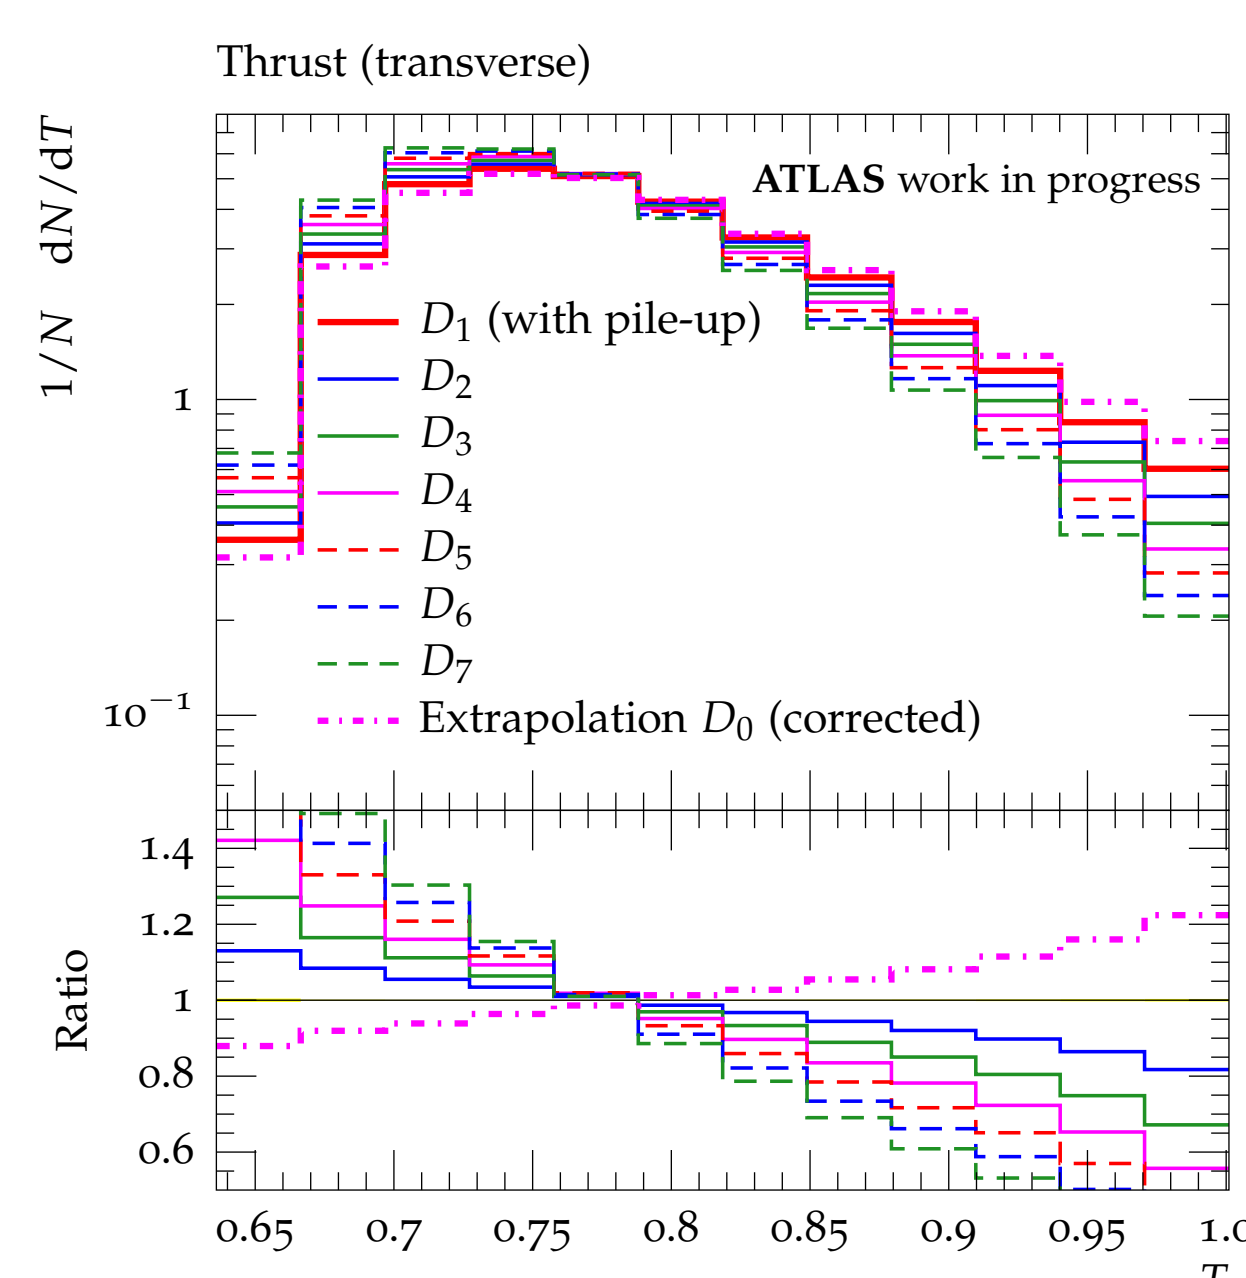 Thrust (transverse)
1/N dN/dT
ATLAS work in progress
D1 (with pile-up)
D2
D3
D4
D5
D6
D7
Extrapolation D0 (corrected)
1
10−1
Ratio
1.4
1.2
1
0.8
0.6
0.65 0.7 0.75 0.8 0.85 0.9 0.95 1.0
T